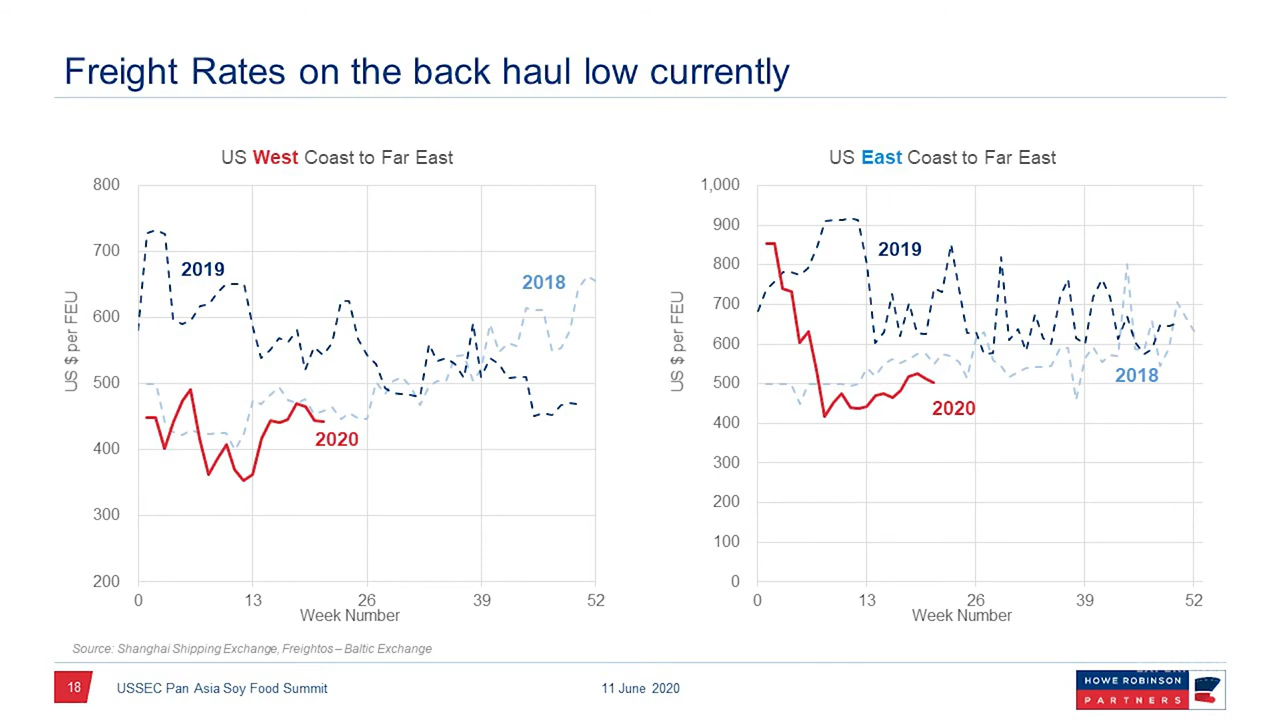 Freight Rates on the back haul low currently
US West Coast to Far East
800
700
600
500
400
300
200
US $ per FEU
2019
2018
2020
0 13 26 39 52
Week Number
US East Coast to Far East
1,000
900
800
700
600
500
400
300
200
100
0
US $ per FEU
2019
2018
2020
0 13 26 39 52
Week Number
Source: Shanghai Shipping Exchange, Freightos – Baltic Exchange
18 USSEC Pan Asia Soy Food Summit 11 June 2020
HOWE ROBINSON
PARTNERS